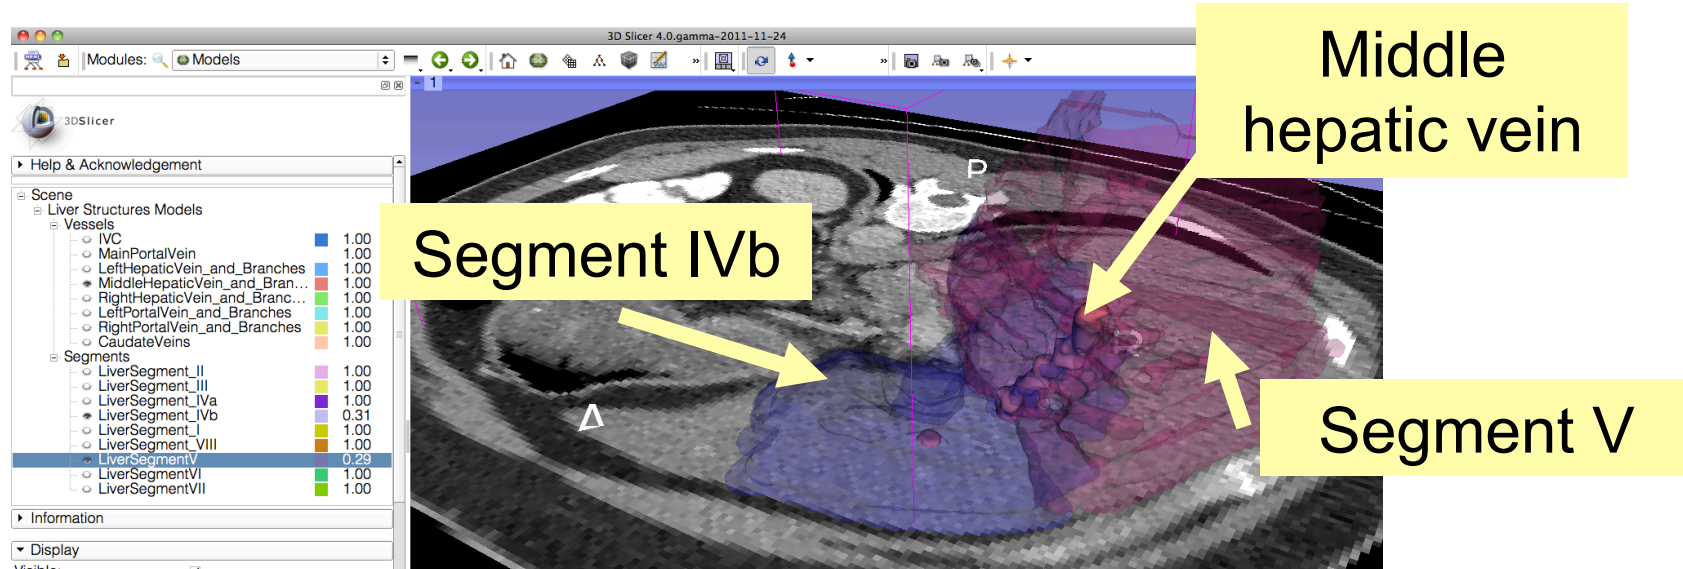 3D Slicer 4.0.gamma-2011-11-24
Modules: Models
1
3DSlicer
Help & Acknowledgement
Scene
Liver Structures Models
Vessels
IVC 1.00
MainPortalVein 1.00
LeftHepaticVein_and_Branches 1.00
MiddleHepaticVein_and_Bran... 1.00
RightHepaticVein_and_Branc... 1.00
LeftPortalVein_and_Branches 1.00
RightPortalVein_and_Branches 1.00
CaudateVeins 1.00
Segments
LiverSegment_II 1.00
LiverSegment_III 1.00
LiverSegment_IVa 1.00
LiverSegment_IVb 0.31
LiverSegment_I 1.00
LiverSegment_VIII 1.00
LiverSegmentV 0.29
LiverSegmentVI 1.00
LiverSegmentVII 1.00
Information
Display
Visible:
Middle
hepatic vein
P
Segment IVb
R
A
Segment V